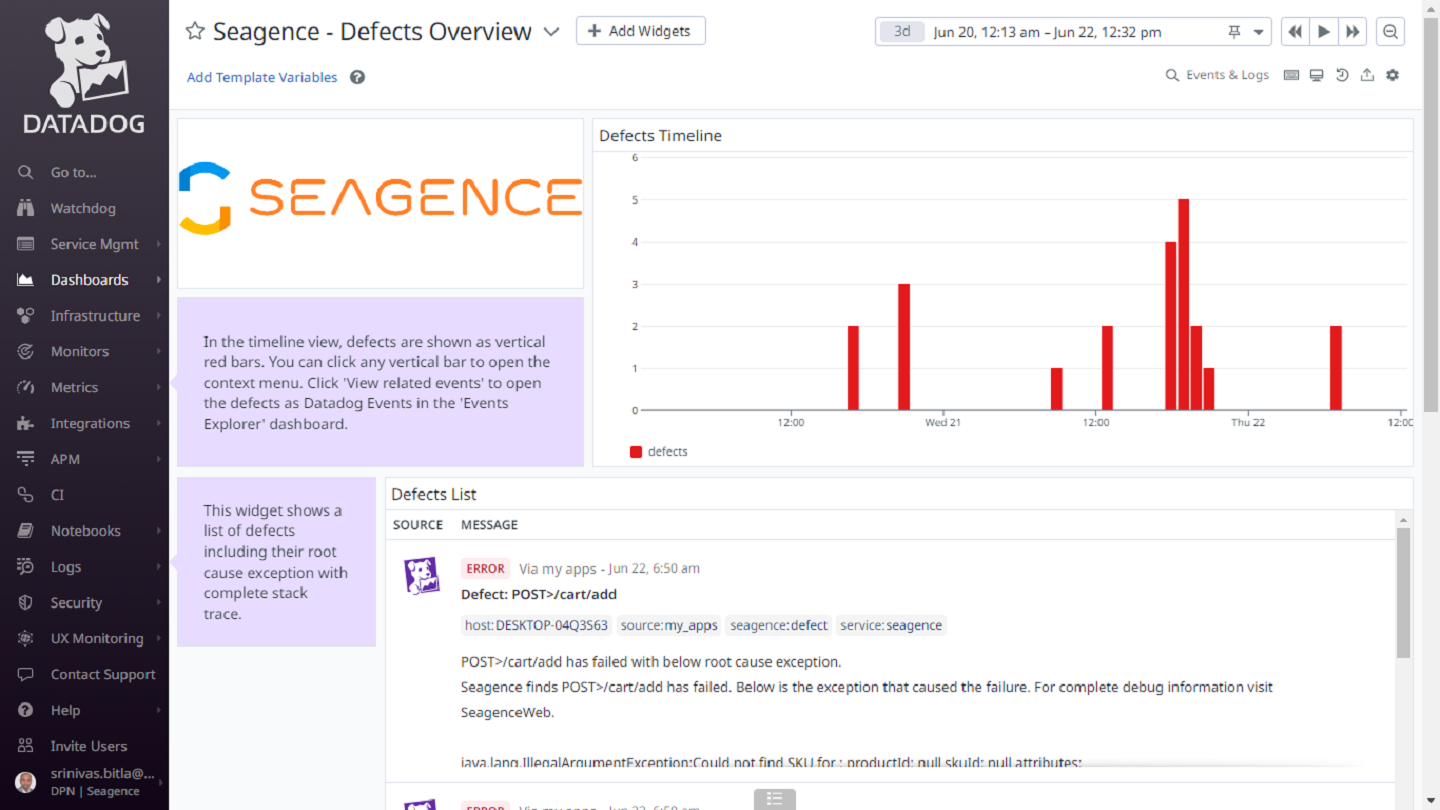 DATADOG
Go to...
Watchdog
Service Mgmt
Dashboards
Infrastructure
Monitors
Metrics
Integrations
APM
CI
Notebooks
Logs
Security
UX Monitoring
Contact Support
Help
Invite Users
srinivas.bitla@...
DPN | Seagence
Seagence - Defects Overview
+ Add Widgets
3d Jun 20, 12:13 am – Jun 22, 12:32 pm
Add Template Variables
Events & Logs
SEAGENCE
In the timeline view, defects are shown as vertical
red bars. You can click any vertical bar to open the
context menu. Click 'View related events' to open
the defects as Datadog Events in the 'Events
Explorer' dashboard.
Defects Timeline
6
5
4
3
2
1
0
12:00 Wed 21 12:00 Thu 22 12:00
defects
This widget shows a
list of defects
including their root
cause exception with
complete stack
trace.
Defects List
SOURCE MESSAGE
ERROR Via my apps - Jun 22, 6:50 am
Defect: POST>/cart/add
host:DESKTOP-04Q3S63 source:my_apps seagence:defect service:seagence
POST>/cart/add has failed with below root cause exception.
Seagence finds POST>/cart/add has failed. Below is the exception that caused the failure. For complete debug information visit
SeagenceWeb.
java.lang.IllegalArgumentException:Could not find SKU for : productId: null skuId: null attributes:
ERROR Via my apps - Jun 22, 6:50 am